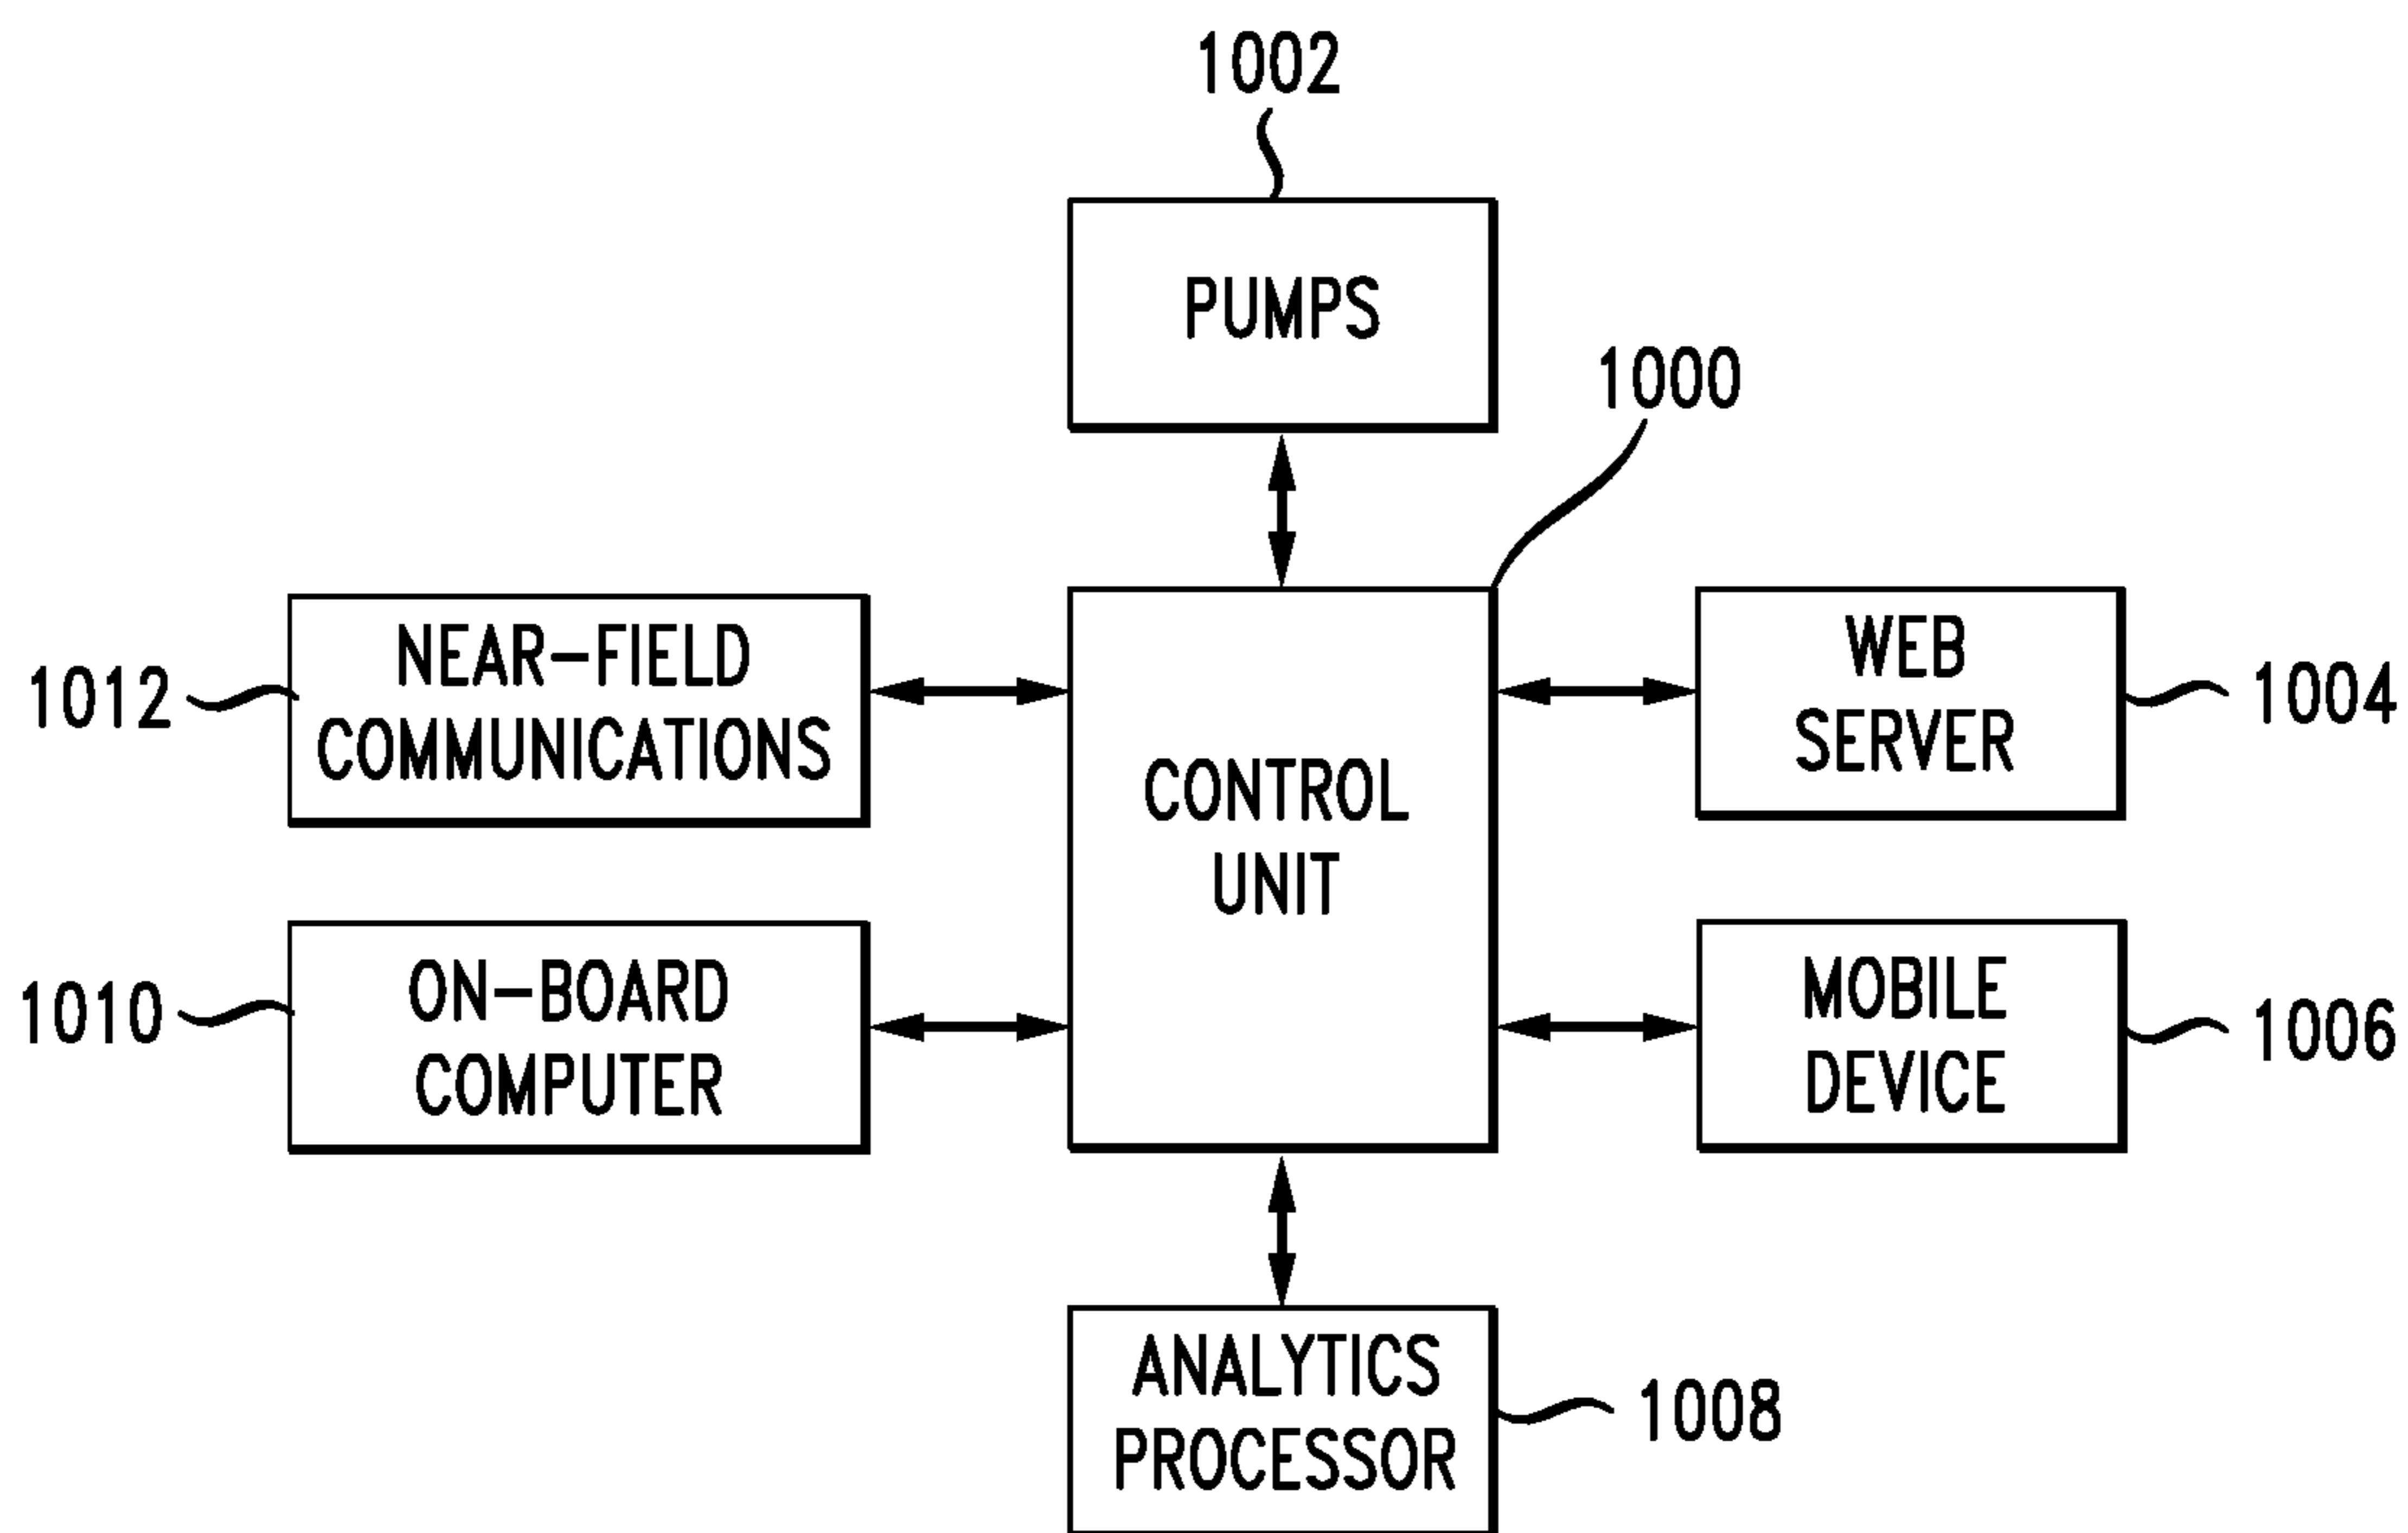 1002
PUMPS
1000
NEAR-FIELD
COMMUNICATIONS
1012
CONTROL
UNIT
WEB
SERVER
1004
ON-BOARD
COMPUTER
1010
MOBILE
DEVICE
1006
ANALYTICS
PROCESSOR
1008